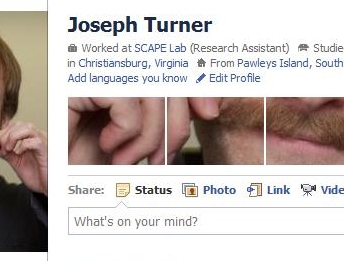 Joseph Turner
Worked at SCAPE Lab (Research Assistant) Studie
in Christiansburg, Virginia From Pawleys Island, South
Add languages you know Edit Profile
Share: Status Photo Link Vide
What's on your mind?